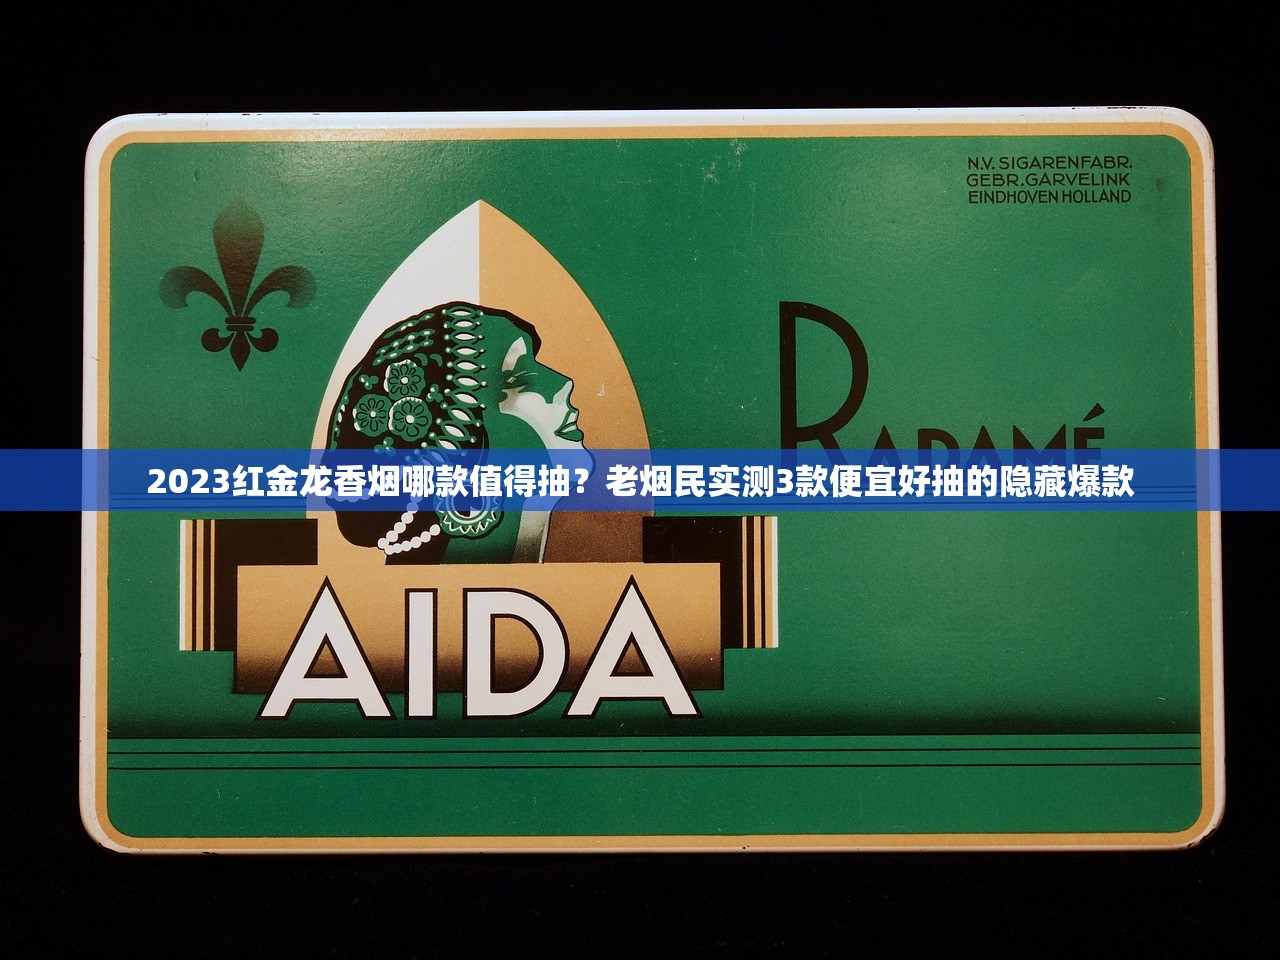 N.V. SIGARENFABR.
GEBR. GARVELINK
EINDHOVEN HOLLAND
RADAMÉ
2023红金龙香烟哪款值得抽？老烟民实测3款便宜好抽的隐藏爆款
AIDA